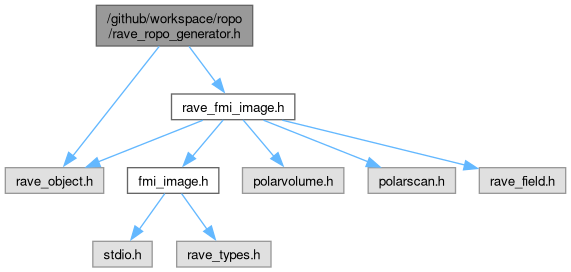 /github/workspace/ropo
/rave_ropo_generator.h
rave_fmi_image.h
rave_object.h
fmi_image.h
polarvolume.h
polarscan.h
rave_field.h
stdio.h
rave_types.h